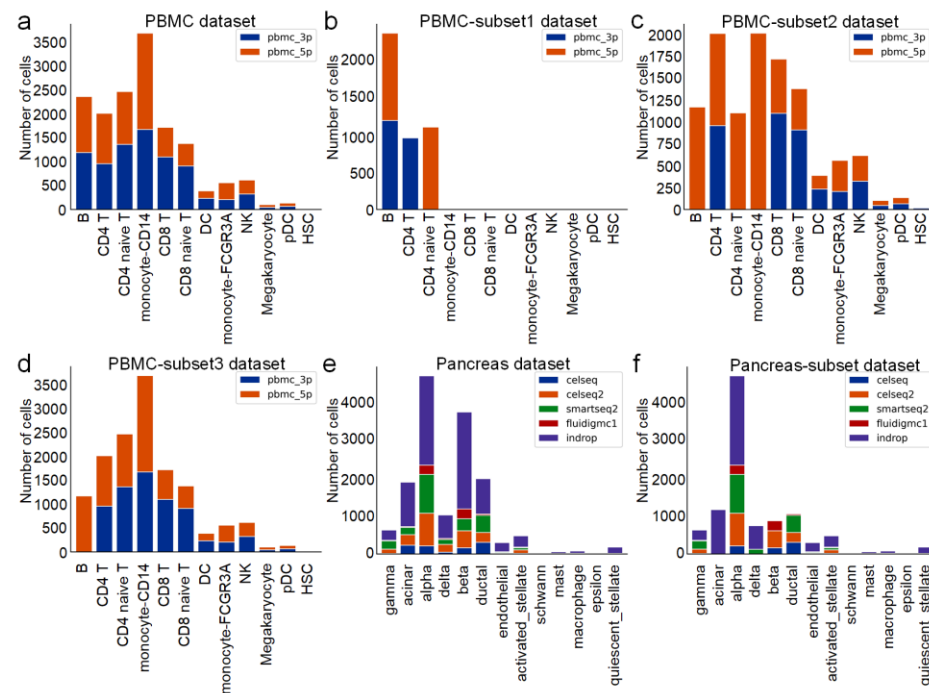 a
PBMC dataset
Number of cells
3500
3000
2500
2000
1500
1000
500
0
pbmc_3p
pbmc_5p
B
CD4 T
CD4 naive T
monocyte-CD14
CD8 T
CD8 naive T
DC
monocyte-FCGR3A
NK
Megakaryocyte
pDC
HSC
b
PBMC-subset1 dataset
Number of cells
2000
1500
1000
500
0
pbmc_3p
pbmc_5p
B
CD4 T
CD4 naive T
monocyte-CD14
CD8 T
CD8 naive T
DC
monocyte-FCGR3A
NK
Megakaryocyte
pDC
HSC
c
PBMC-subset2 dataset
Number of cells
2000
1750
1500
1250
1000
750
500
250
0
pbmc_3p
pbmc_5p
B
CD4 T
CD4 naive T
monocyte-CD14
CD8 T
CD8 naive T
DC
monocyte-FCGR3A
NK
Megakaryocyte
pDC
HSC
d
PBMC-subset3 dataset
Number of cells
3500
3000
2500
2000
1500
1000
500
0
pbmc_3p
pbmc_5p
B
CD4 T
CD4 naive T
monocyte-CD14
CD8 T
CD8 naive T
DC
monocyte-FCGR3A
NK
Megakaryocyte
pDC
HSC
e
Pancreas dataset
Number of cells
4000
3000
2000
1000
0
celseq
celseq2
smartseq2
fluidigmc1
indrop
gamma
acinar
alpha
delta
beta
ductal
endothelial
activated_stellate
schwann
mast
macrophage
epsilon
quiescent_stellate
f
Pancreas-subset dataset
Number of cells
4000
3000
2000
1000
0
celseq
celseq2
smartseq2
fluidigmc1
indrop
gamma
acinar
alpha
delta
beta
ductal
endothelial
activated_stellate
schwann
mast
macrophage
epsilon
quiescent_stellate